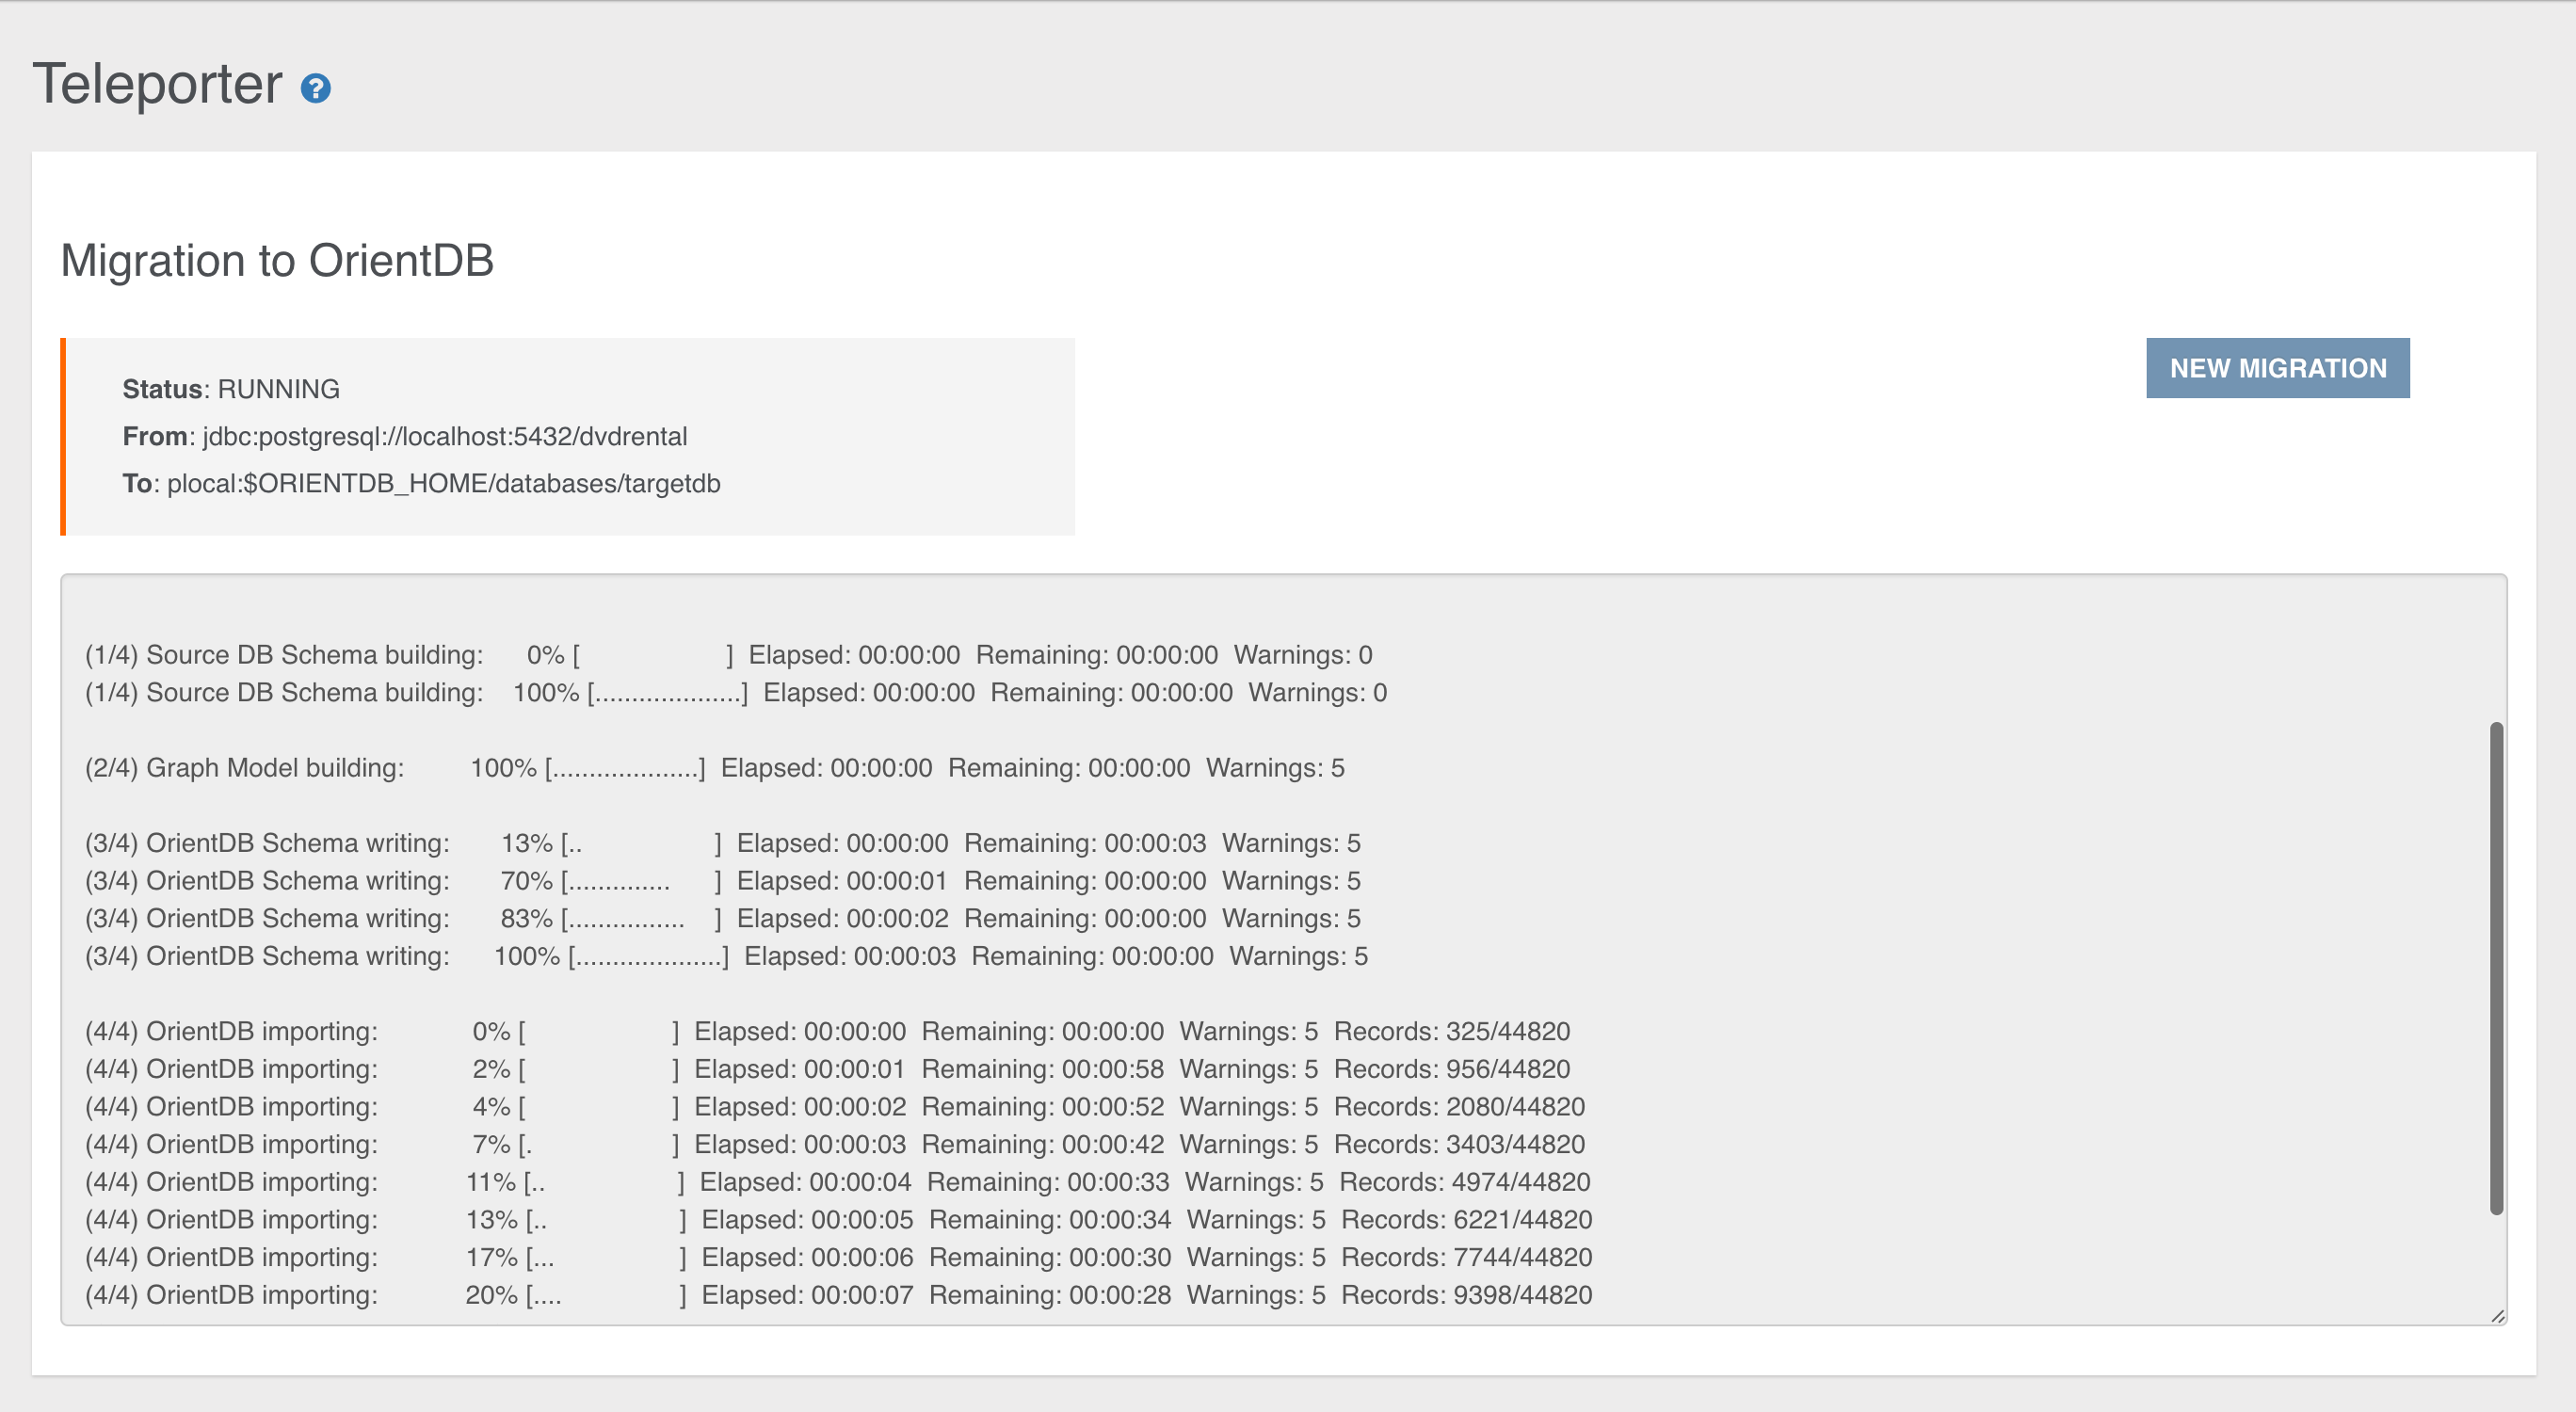 Teleporter ?
Migration to OrientDB
Status: RUNNING
NEW MIGRATION
From: jdbc:postgresql://localhost:5432/dvdrental
To: plocal:$ORIENTDB_HOME/databases/targetdb
(1/4) Source DB Schema building: 0% [ ] Elapsed: 00:00:00 Remaining: 00:00:00 Warnings: 0
(1/4) Source DB Schema building: 100% [....................] Elapsed: 00:00:00 Remaining: 00:00:00 Warnings: 0
(2/4) Graph Model building: 100% [....................] Elapsed: 00:00:00 Remaining: 00:00:00 Warnings: 5
(3/4) OrientDB Schema writing: 13% [.. ] Elapsed: 00:00:00 Remaining: 00:00:03 Warnings: 5
(3/4) OrientDB Schema writing: 70% [.............. ] Elapsed: 00:00:01 Remaining: 00:00:00 Warnings: 5
(3/4) OrientDB Schema writing: 83% [................ ] Elapsed: 00:00:02 Remaining: 00:00:00 Warnings: 5
(3/4) OrientDB Schema writing: 100% [....................] Elapsed: 00:00:03 Remaining: 00:00:00 Warnings: 5
(4/4) OrientDB importing: 0% [ ] Elapsed: 00:00:00 Remaining: 00:00:00 Warnings: 5 Records: 325/44820
(4/4) OrientDB importing: 2% [ ] Elapsed: 00:00:01 Remaining: 00:00:58 Warnings: 5 Records: 956/44820
(4/4) OrientDB importing: 4% [ ] Elapsed: 00:00:02 Remaining: 00:00:52 Warnings: 5 Records: 2080/44820
(4/4) OrientDB importing: 7% [. ] Elapsed: 00:00:03 Remaining: 00:00:42 Warnings: 5 Records: 3403/44820
(4/4) OrientDB importing: 11% [.. ] Elapsed: 00:00:04 Remaining: 00:00:33 Warnings: 5 Records: 4974/44820
(4/4) OrientDB importing: 13% [.. ] Elapsed: 00:00:05 Remaining: 00:00:34 Warnings: 5 Records: 6221/44820
(4/4) OrientDB importing: 17% [... ] Elapsed: 00:00:06 Remaining: 00:00:30 Warnings: 5 Records: 7744/44820
(4/4) OrientDB importing: 20% [.... ] Elapsed: 00:00:07 Remaining: 00:00:28 Warnings: 5 Records: 9398/44820